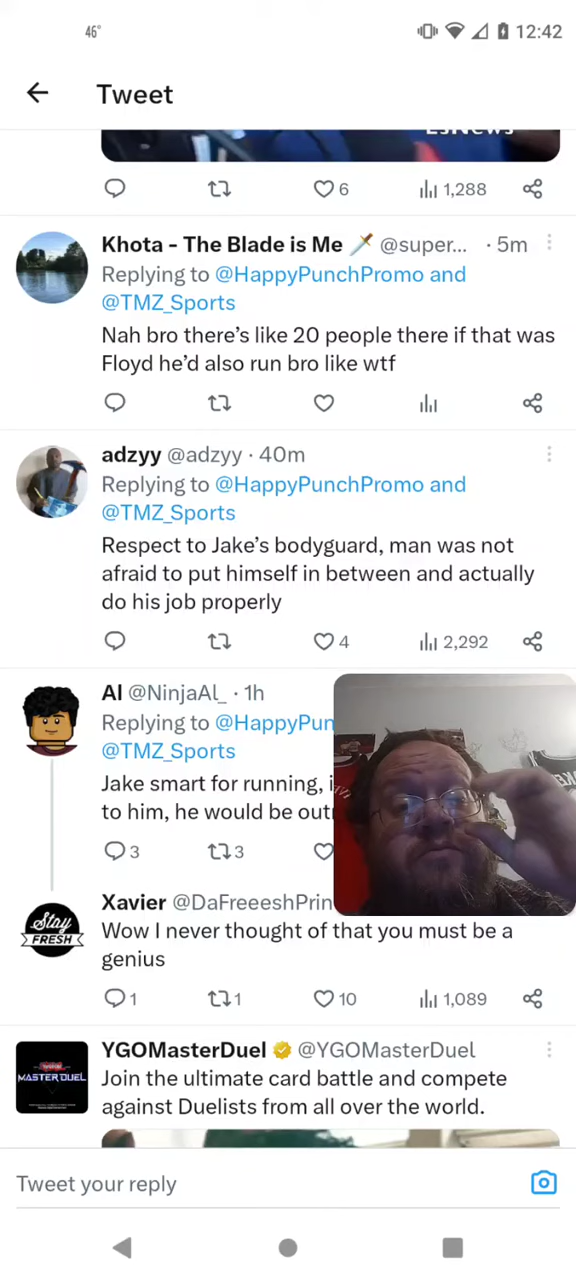 46°
12:42
Tweet
6
1,288
Khota - The Blade is Me 🗡️ @super... · 5m
Replying to @HappyPunchPromo and
@TMZ_Sports
Nah bro there’s like 20 people there if that was
Floyd he’d also run bro like wtf
adzyy @adzyy · 40m
Replying to @HappyPunchPromo and
@TMZ_Sports
Respect to Jake’s bodyguard, man was not
afraid to put himself in between and actually
do his job properly
4
2,292
Al @NinjaAl_ · 1h
Replying to @HappyPun
@TMZ_Sports
Jake smart for running, i
to him, he would be out
3
3
Xavier @DaFreeeshPrin
Stay
FRESH
Wow I never thought of that you must be a
genius
1
1
10
1,089
YGOMasterDuel @YGOMasterDuel
MASTER DUEL
Join the ultimate card battle and compete
against Duelists from all over the world.
Tweet your reply